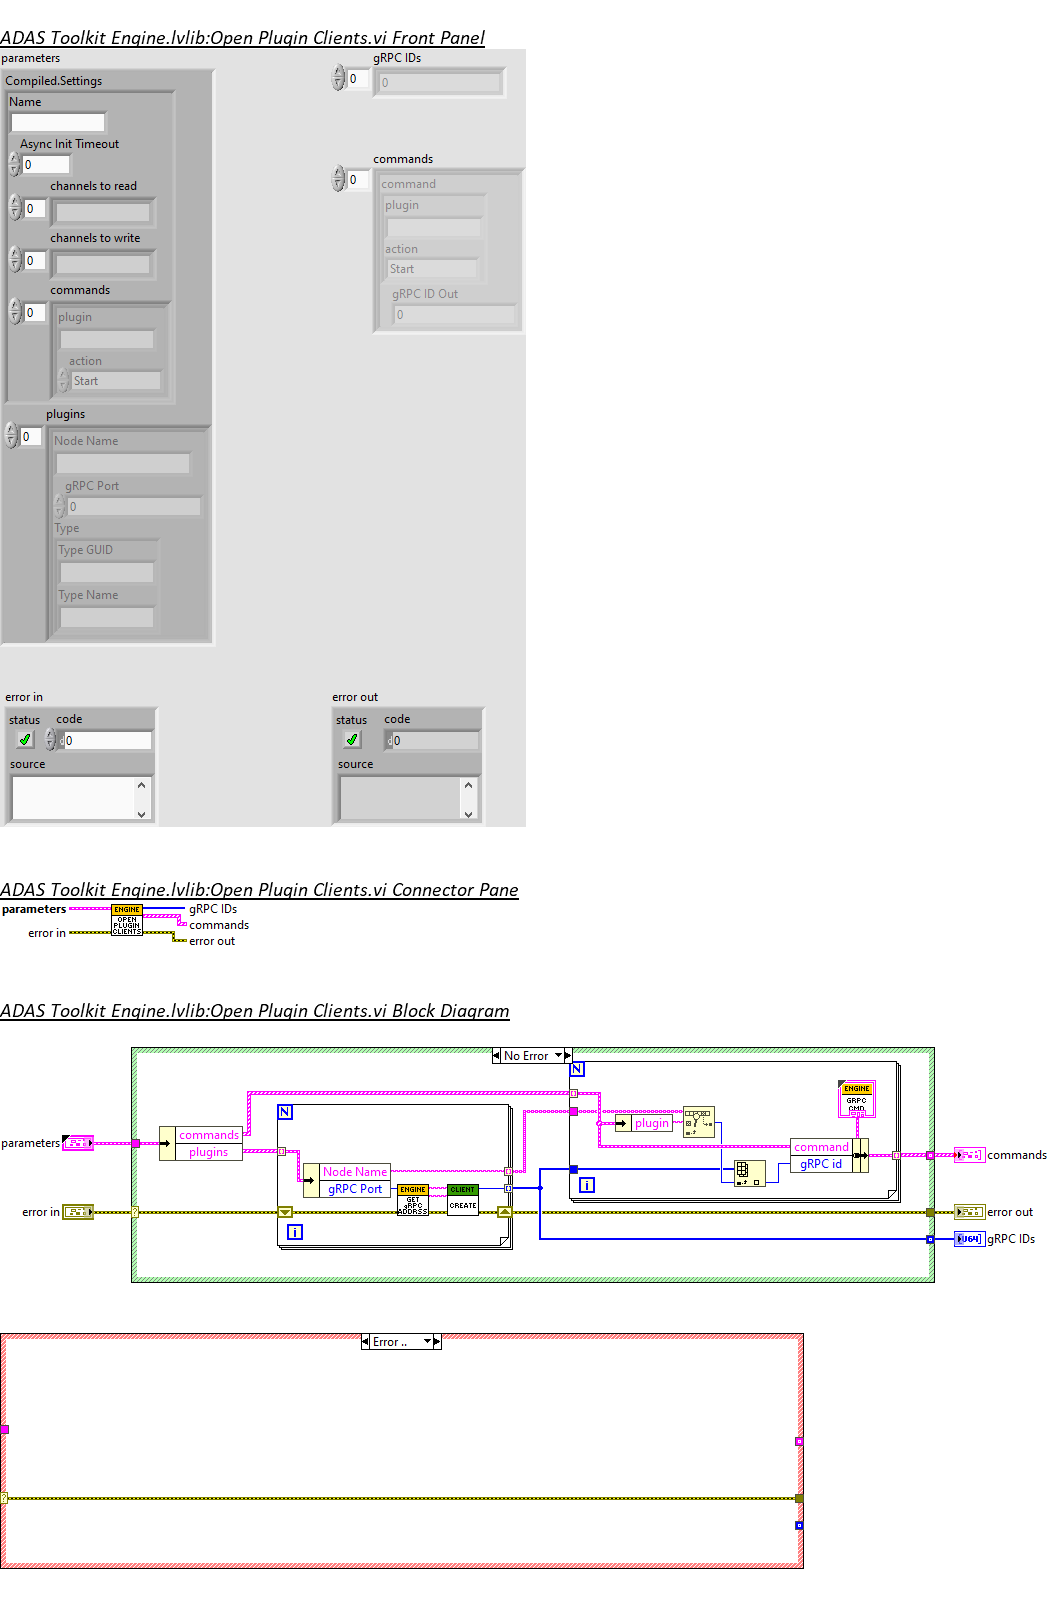 ADAS Toolkit Engine.lvlib:Open Plugin Clients.vi Front Panel
parameters
Compiled.Settings
Name
Async Init Timeout
0
channels to read
0
channels to write
0
commands
0
plugin
action
Start
plugins
0
Node Name
gRPC Port
0
Type
Type GUID
Type Name
gRPC IDs
0
0
commands
0
command
plugin
action
Start
gRPC ID Out
0
error in
status code
d0
source
error out
status code
d0
source
ADAS Toolkit Engine.lvlib:Open Plugin Clients.vi Connector Pane
parameters
error in
ENGINE
OPEN
PLUGIN
CLIENTS
gRPC IDs
commands
error out
ADAS Toolkit Engine.lvlib:Open Plugin Clients.vi Block Diagram
No Error
parameters
error in
commands
plugins
N
Node Name
gRPC Port
ENGINE
GET
gRPC
ADDRSS
CLIENT
CREATE
i
N
plugin
ENGINE
GRPC
CMD
command
gRPC id
i
commands
error out
U64
gRPC IDs
Error ..